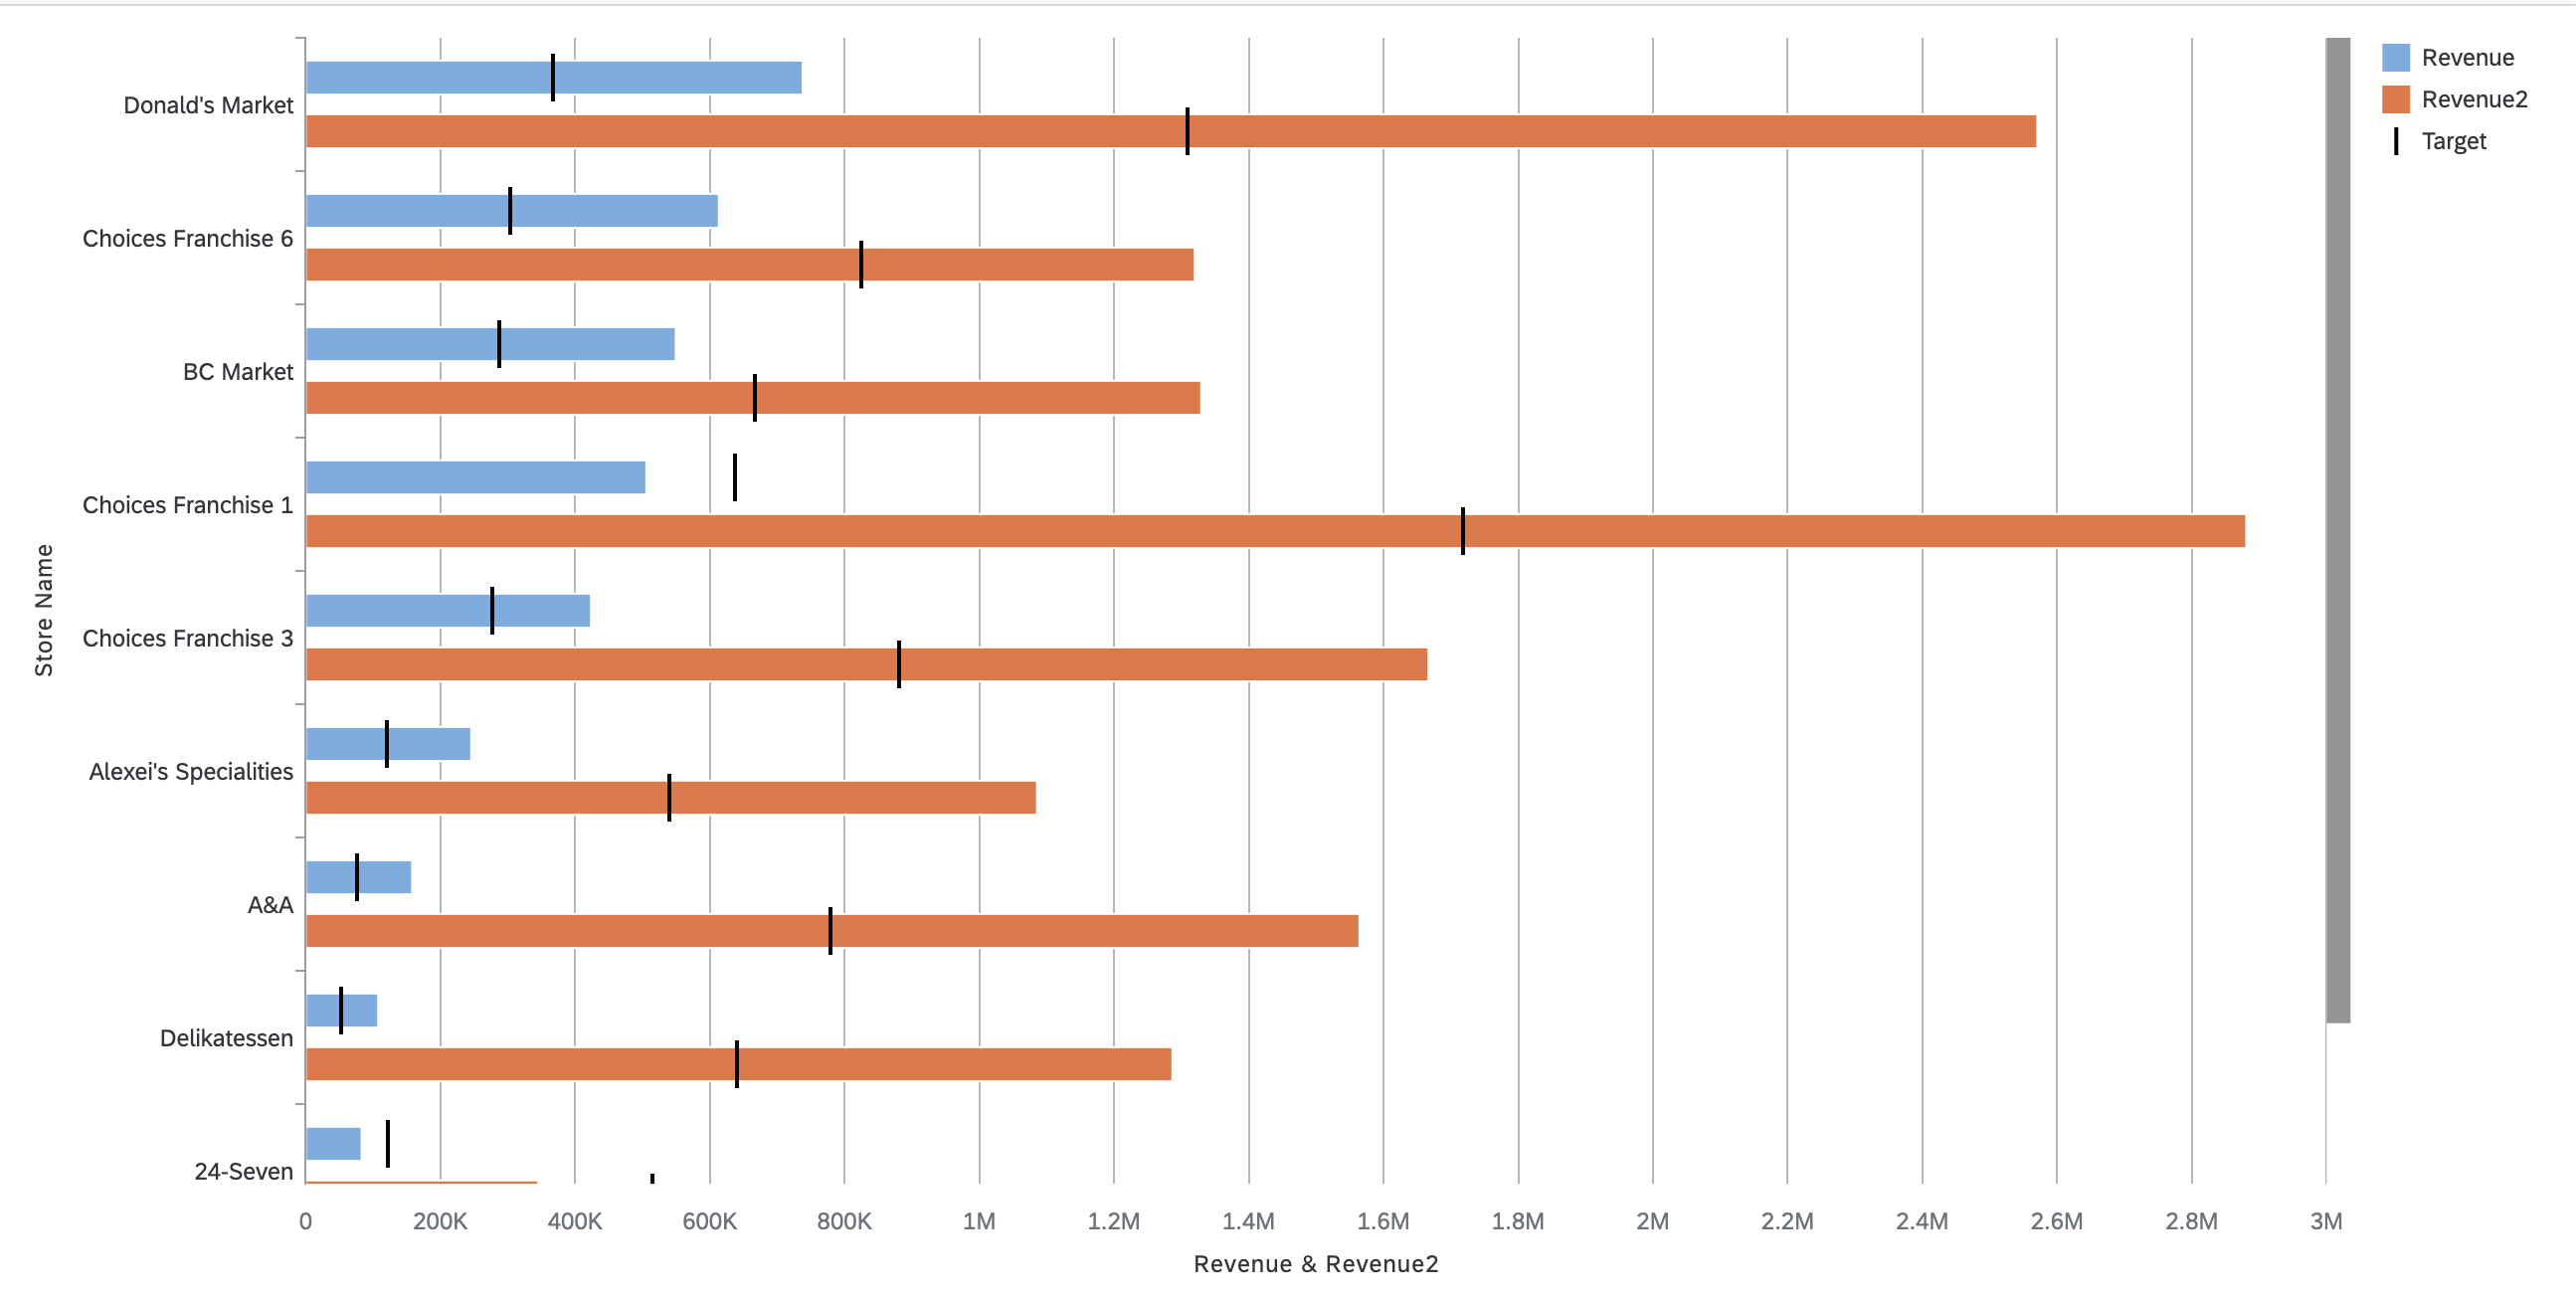 Revenue
Revenue2
Target
Donald's Market
Choices Franchise 6
BC Market
Choices Franchise 1
Choices Franchise 3
Alexei's Specialities
A&A
Delikatessen
24-Seven
Store Name
0 200K 400K 600K 800K 1M 1.2M 1.4M 1.6M 1.8M 2M 2.2M 2.4M 2.6M 2.8M 3M
Revenue & Revenue2